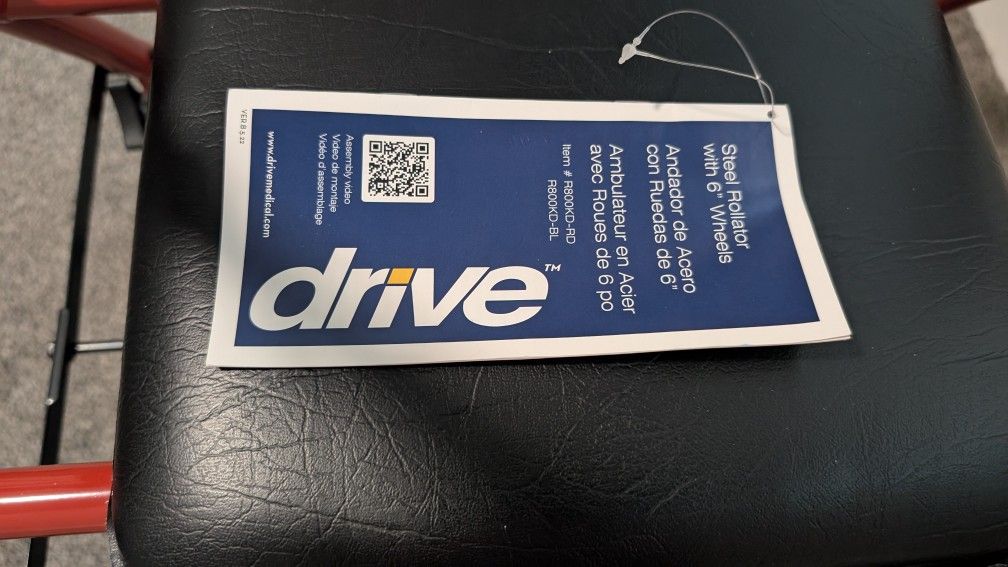 Steel Rollator
with 6" Wheels
Andador de Acero
con Ruedas de 6"
Ambulateur en Acier
avec Roues de 6 po
Item # R800KD-RD
R800KD-BL
drive™
Assembly video
Video de montaje
Vidéo d'assemblage
www.drivemedical.com
VER B.5.22